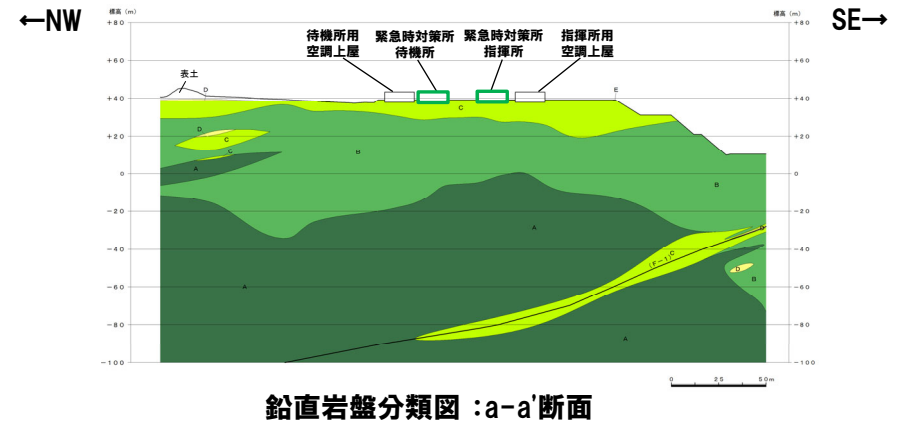 ←NW
SE→
標高 (m)
標高 (m)
+80
+80
待機所用
空調上屋
緊急時対策所
待機所
緊急時対策所
指揮所
指揮所用
空調上屋
+60
+60
表土
D
E
+40
+40
C
D
C
+20
+20
C
B
A
0
0
B
-20
-20
A
D
-40
-40
C
(F-1)
D
B
-60
-60
A
-80
-80
A
-100
-100
0 25 50m
鉛直岩盤分類図:a-a'断面